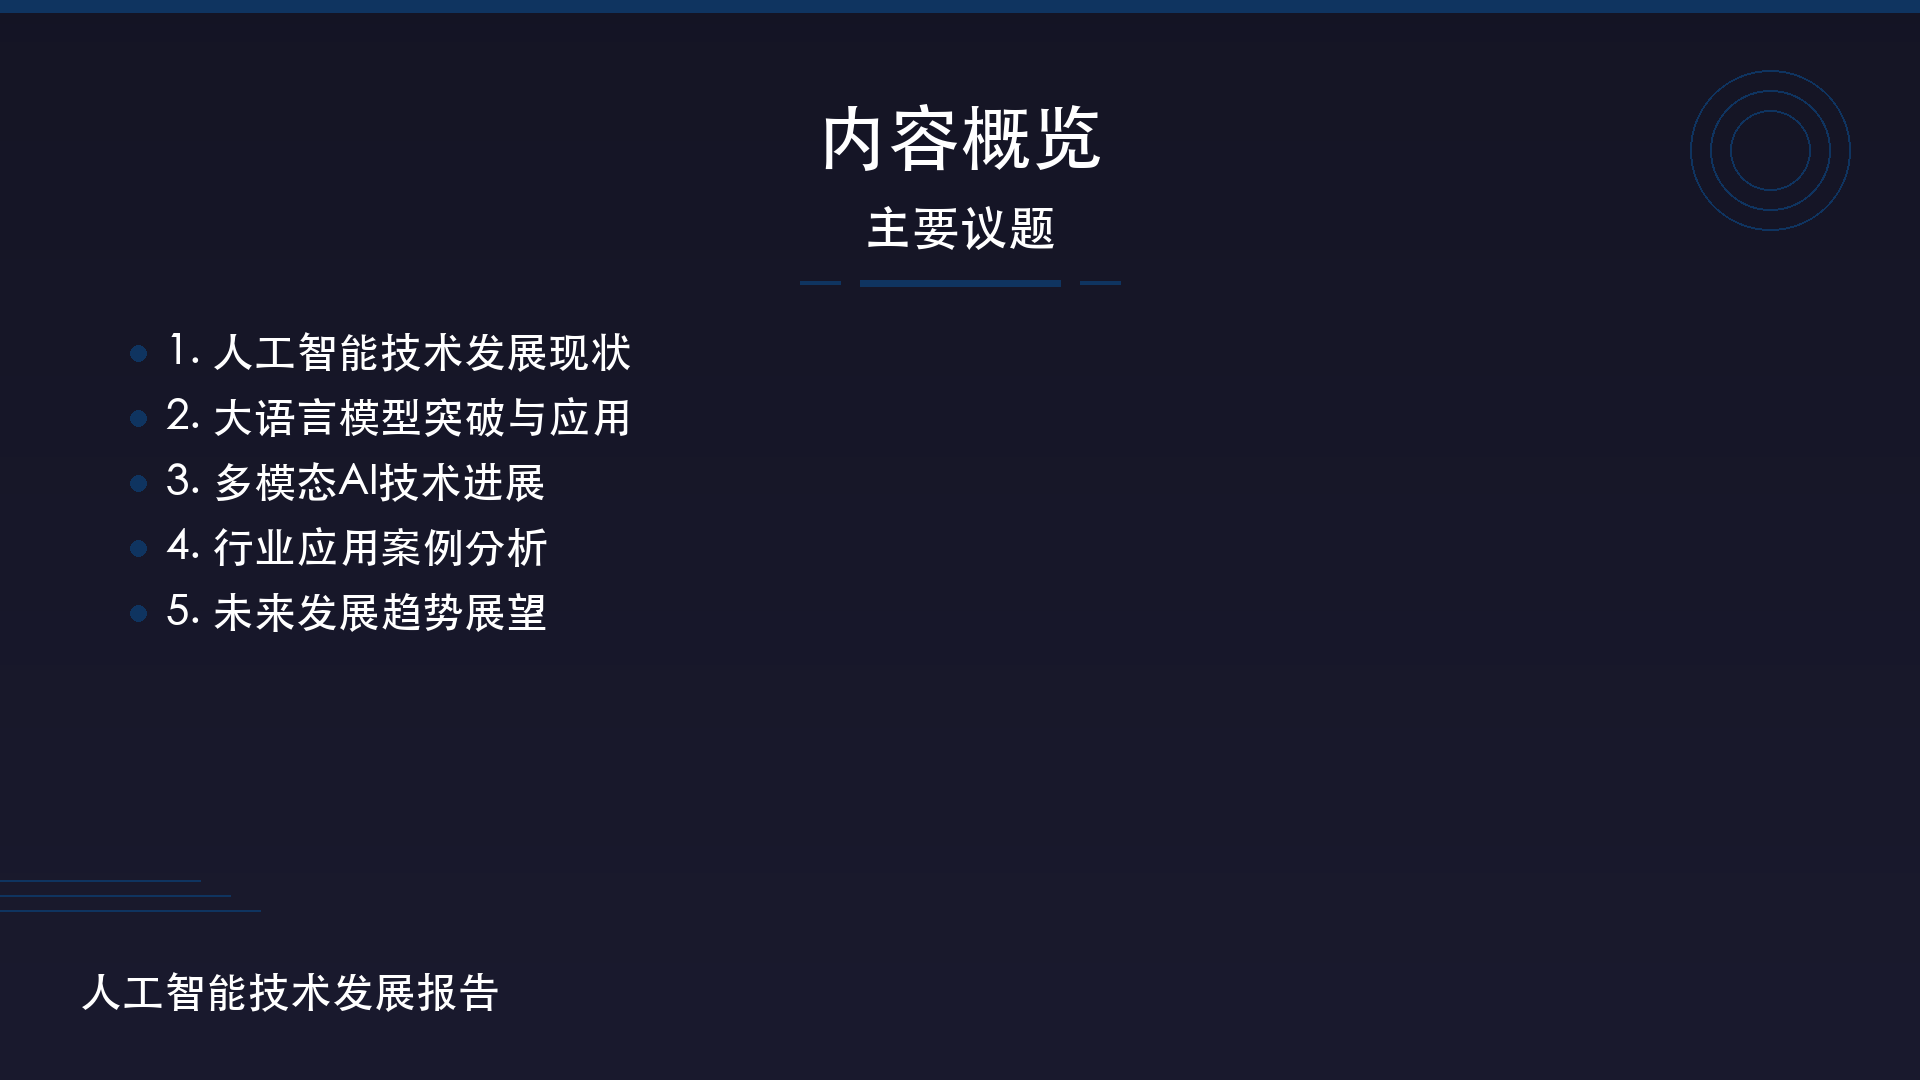 内容概览
主要议题
1. 人工智能技术发展现状
2. 大语言模型突破与应用
3. 多模态AI技术进展
4. 行业应用案例分析
5. 未来发展趋势展望
人工智能技术发展报告